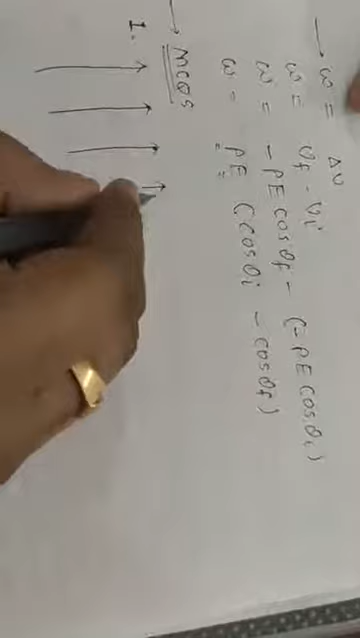 → W = ΔU
W = Uf - Ui
W = - PE cosθf - (- PE cosθi)
W = PE (cosθi - cosθf)
→ MCQS
1.